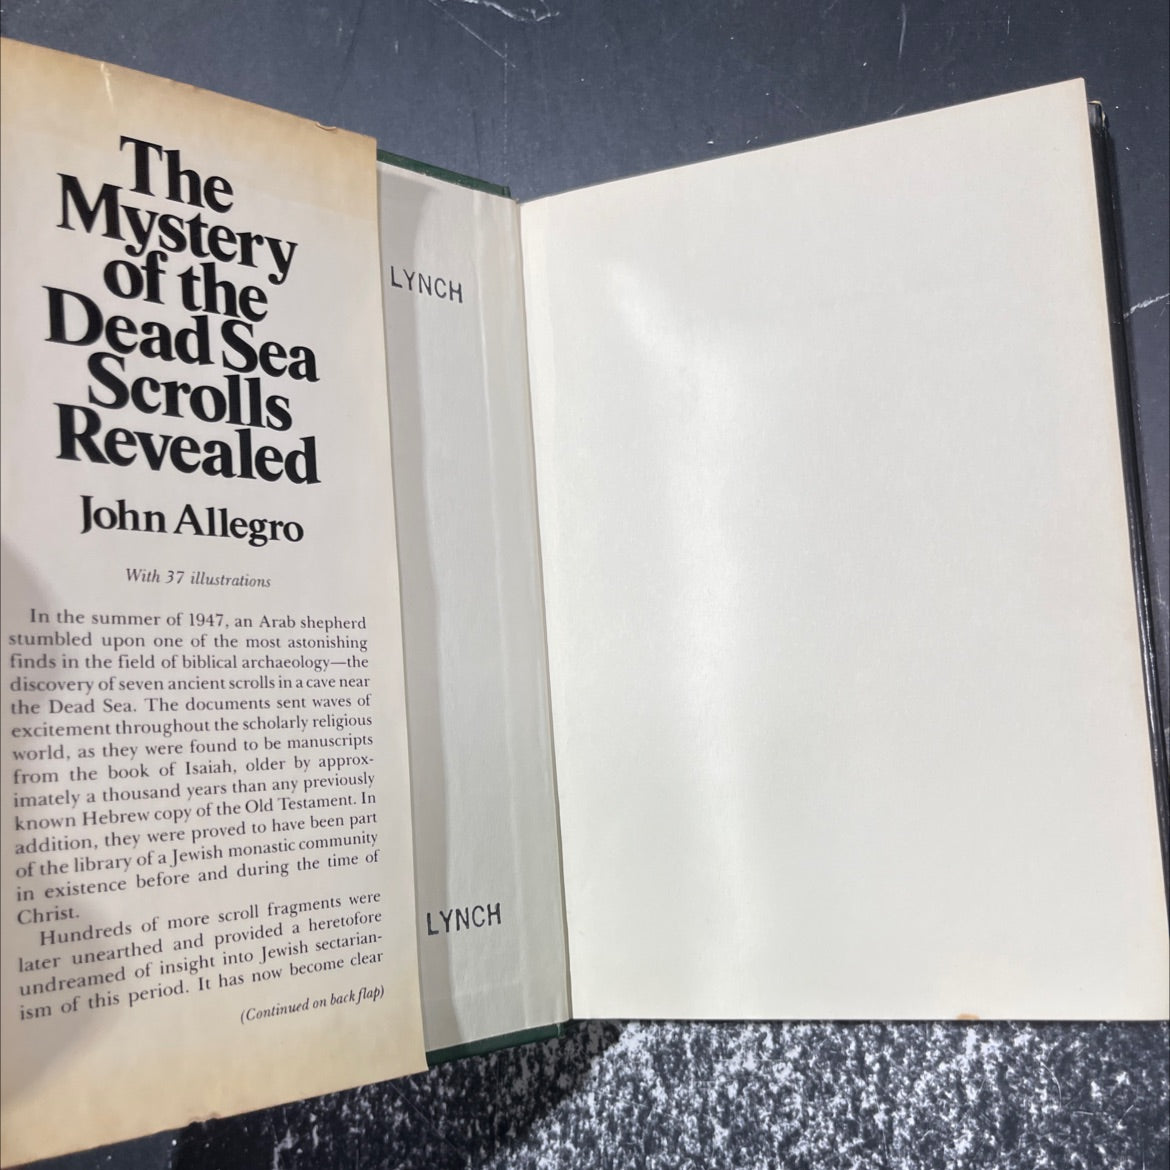 The
Mystery
of the
Dead Sea
Scrolls
Revealed
John Allegro
With 37 illustrations
In the summer of 1947, an Arab shepherd
stumbled upon one of the most astonishing
finds in the field of biblical archaeology—the
discovery of seven ancient scrolls in a cave near
the Dead Sea. The documents sent waves of
excitement throughout the scholarly religious
world, as they were found to be manuscripts
from the book of Isaiah, older by approx-
imately a thousand years than any previously
known Hebrew copy of the Old Testament. In
addition, they were proved to have been part
of the library of a Jewish monastic community
in existence before and during the time of
Christ.
Hundreds of more scroll fragments were
later unearthed and provided a heretofore
undreamed of insight into Jewish sectarian-
ism of this period. It has now become clear
(Continued on back flap)
LYNCH
LYNCH